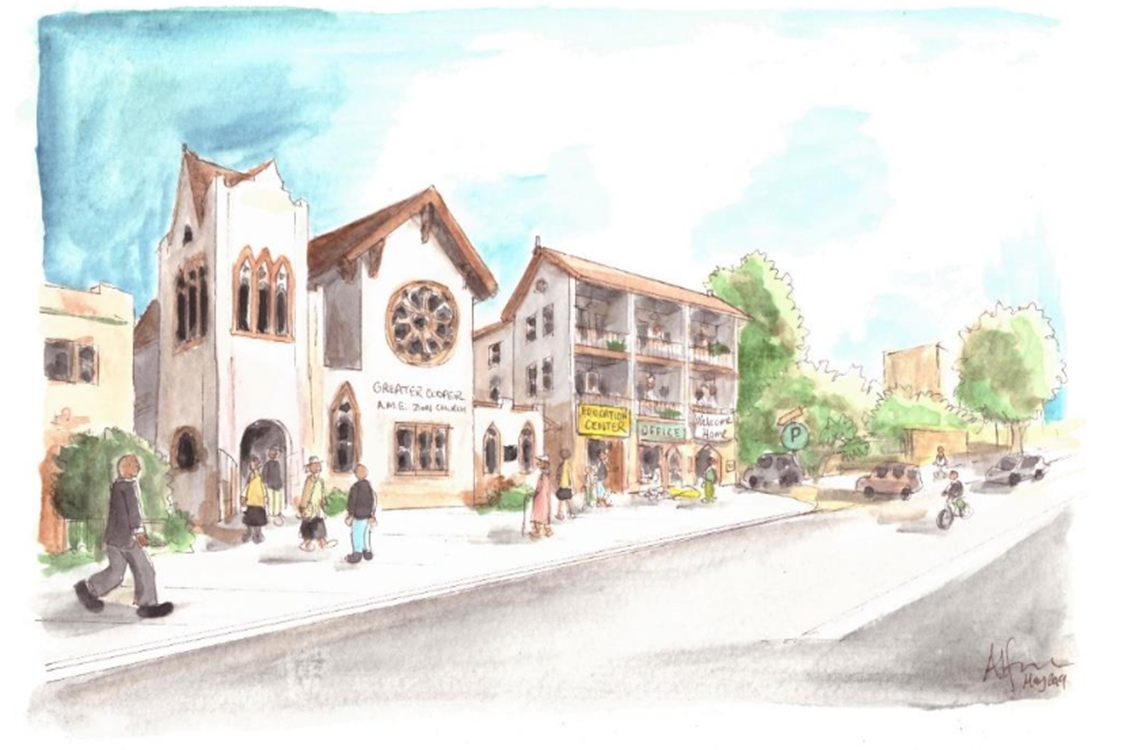 GREATER COOPER
A.M.E. ZION CHURCH
EDUCATION
CENTER
OFFICE
Welcome
Home
P